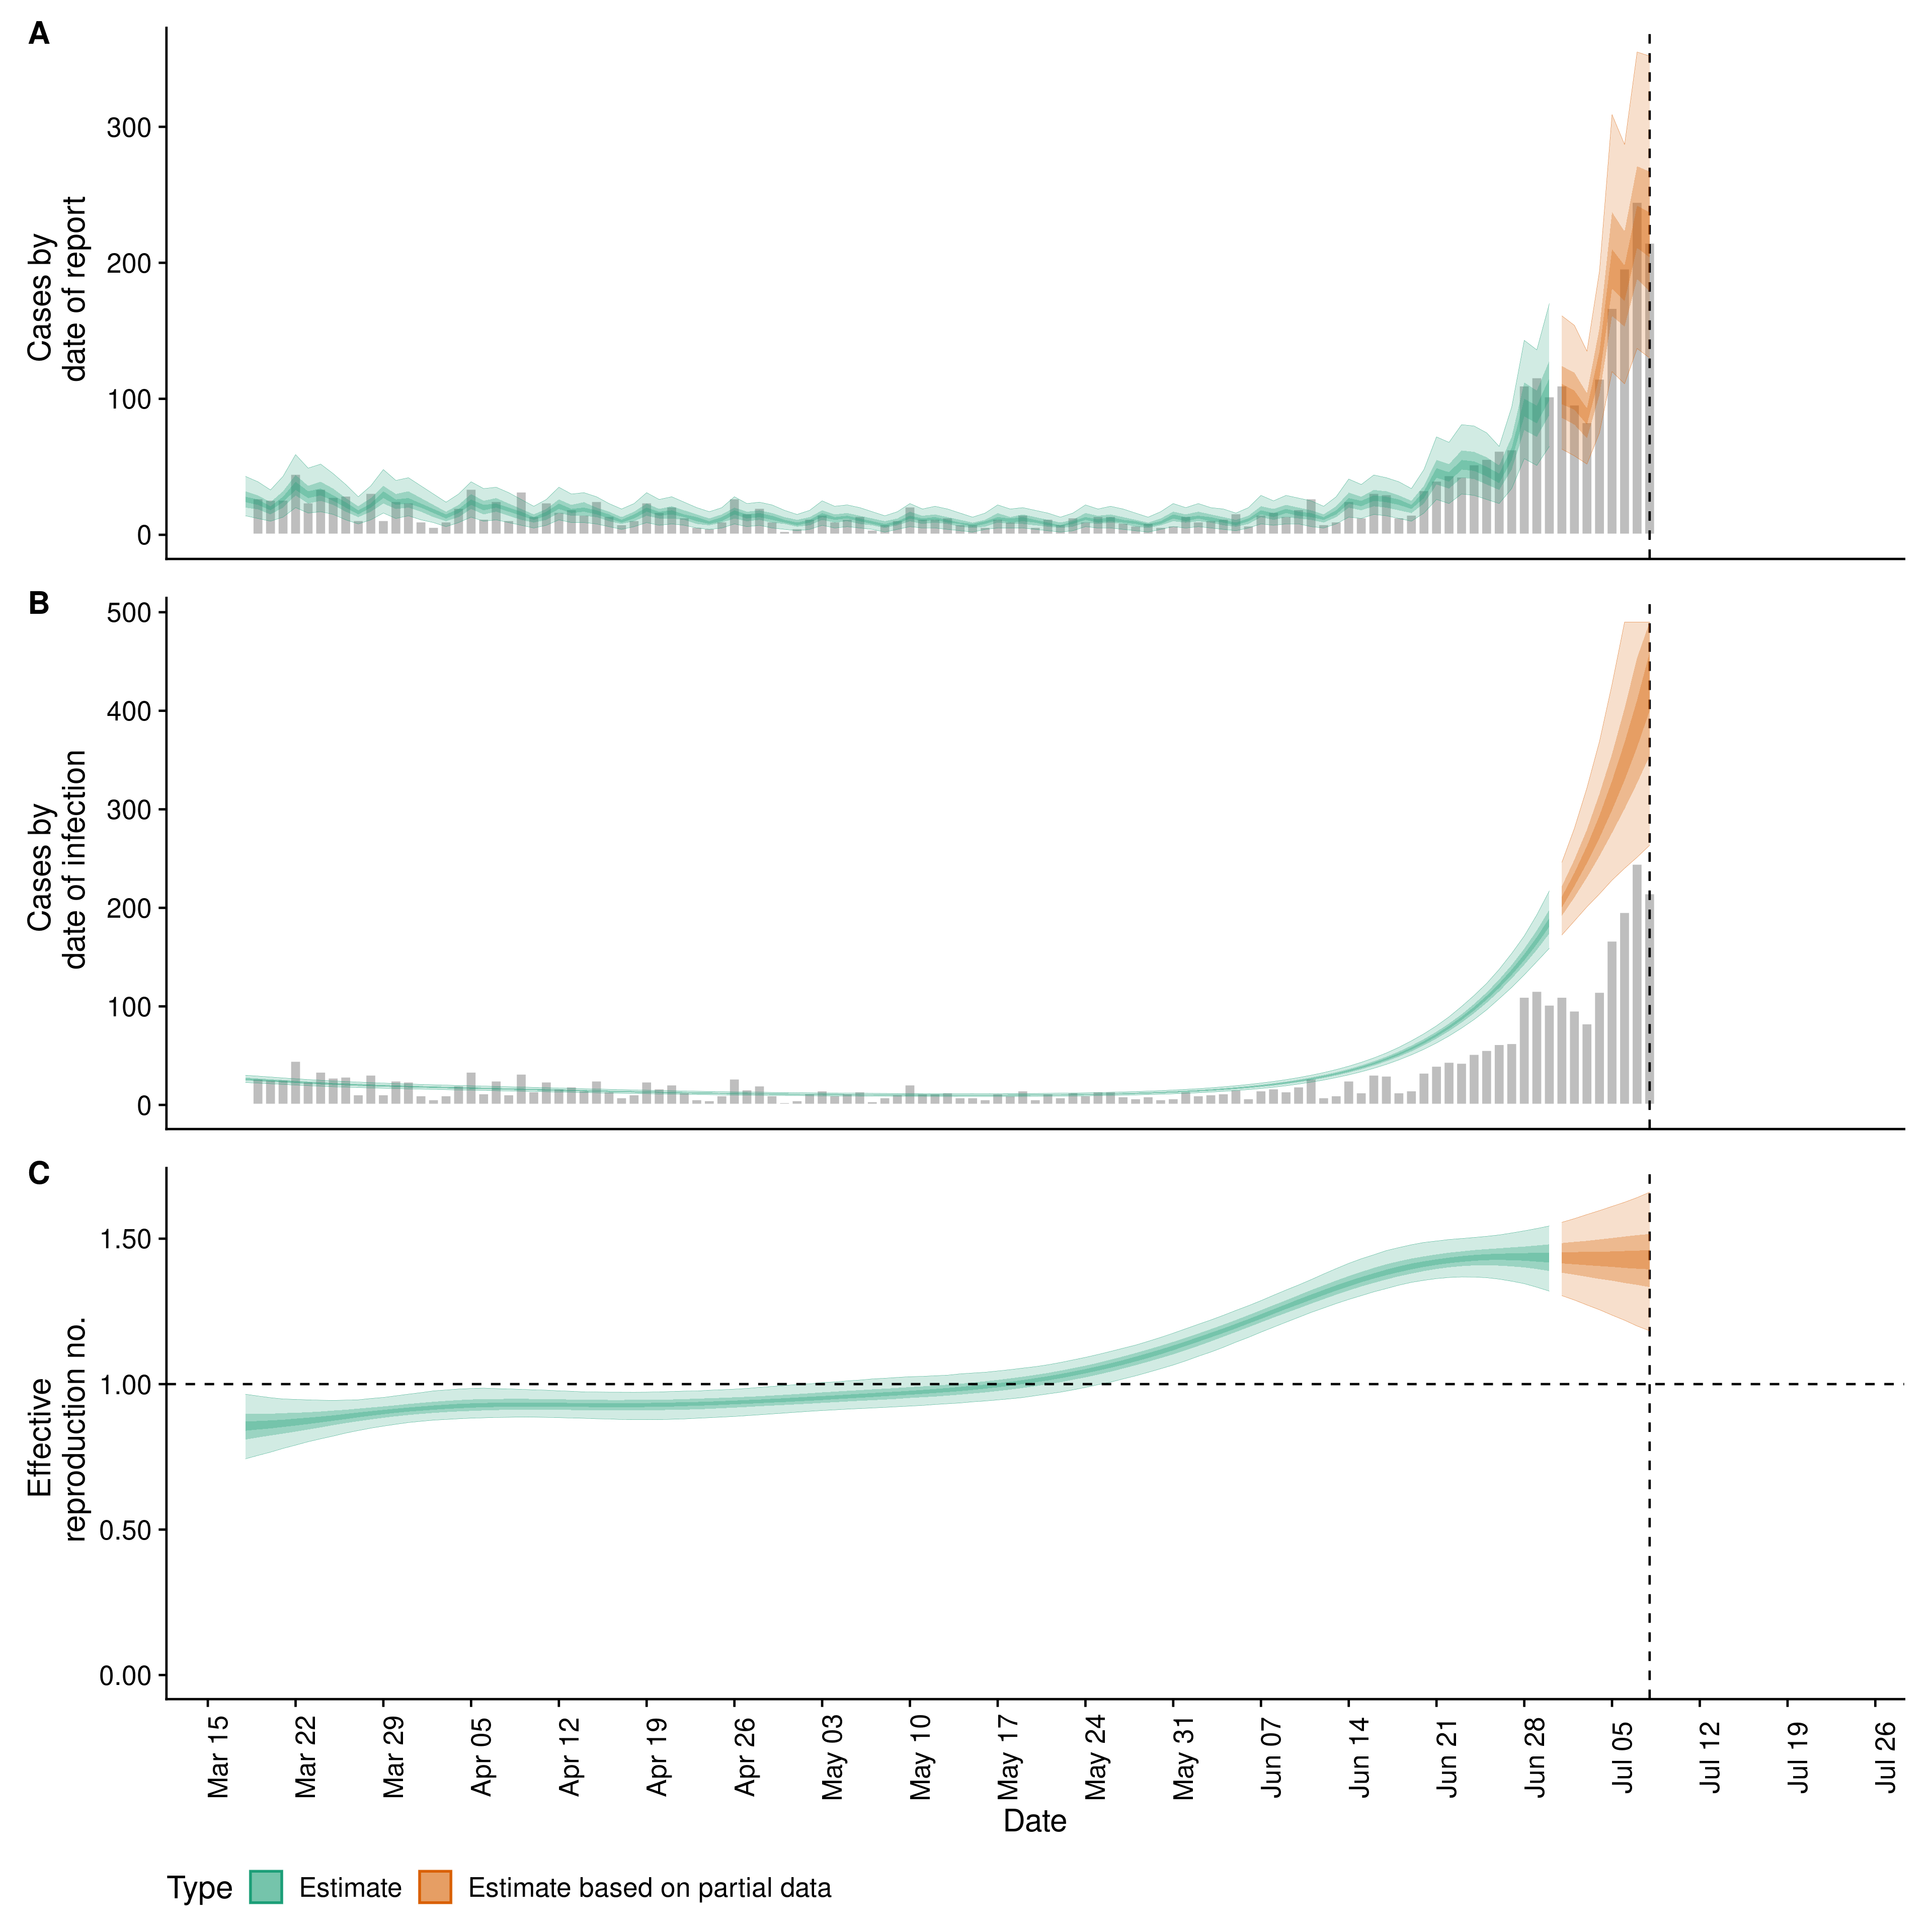 A
Cases by
date of report
300
200
100
0
B
Cases by
date of infection
500
400
300
200
100
0
C
Effective
reproduction no.
1.50
1.00
0.50
0.00
Mar 15
Mar 22
Mar 29
Apr 05
Apr 12
Apr 19
Apr 26
May 03
May 10
May 17
May 24
May 31
Jun 07
Jun 14
Jun 21
Jun 28
Jul 05
Jul 12
Jul 19
Jul 26
Date
Type Estimate Estimate based on partial data